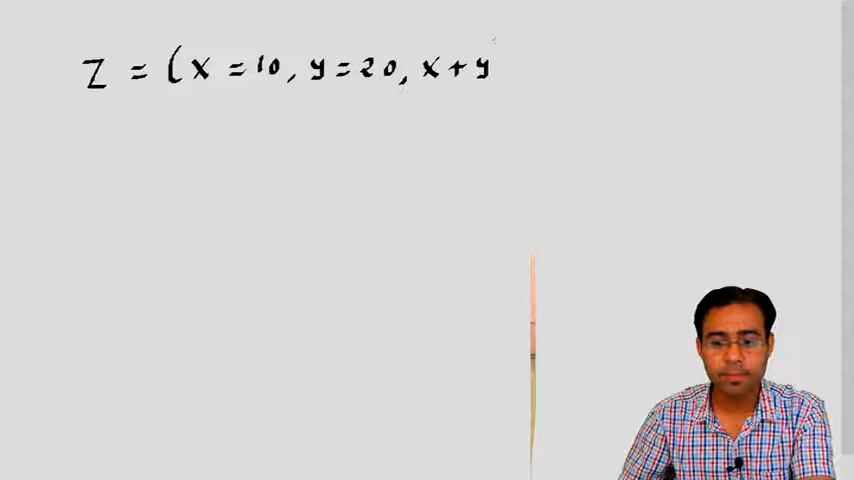 Z = (X = 10, y = 20, x + y